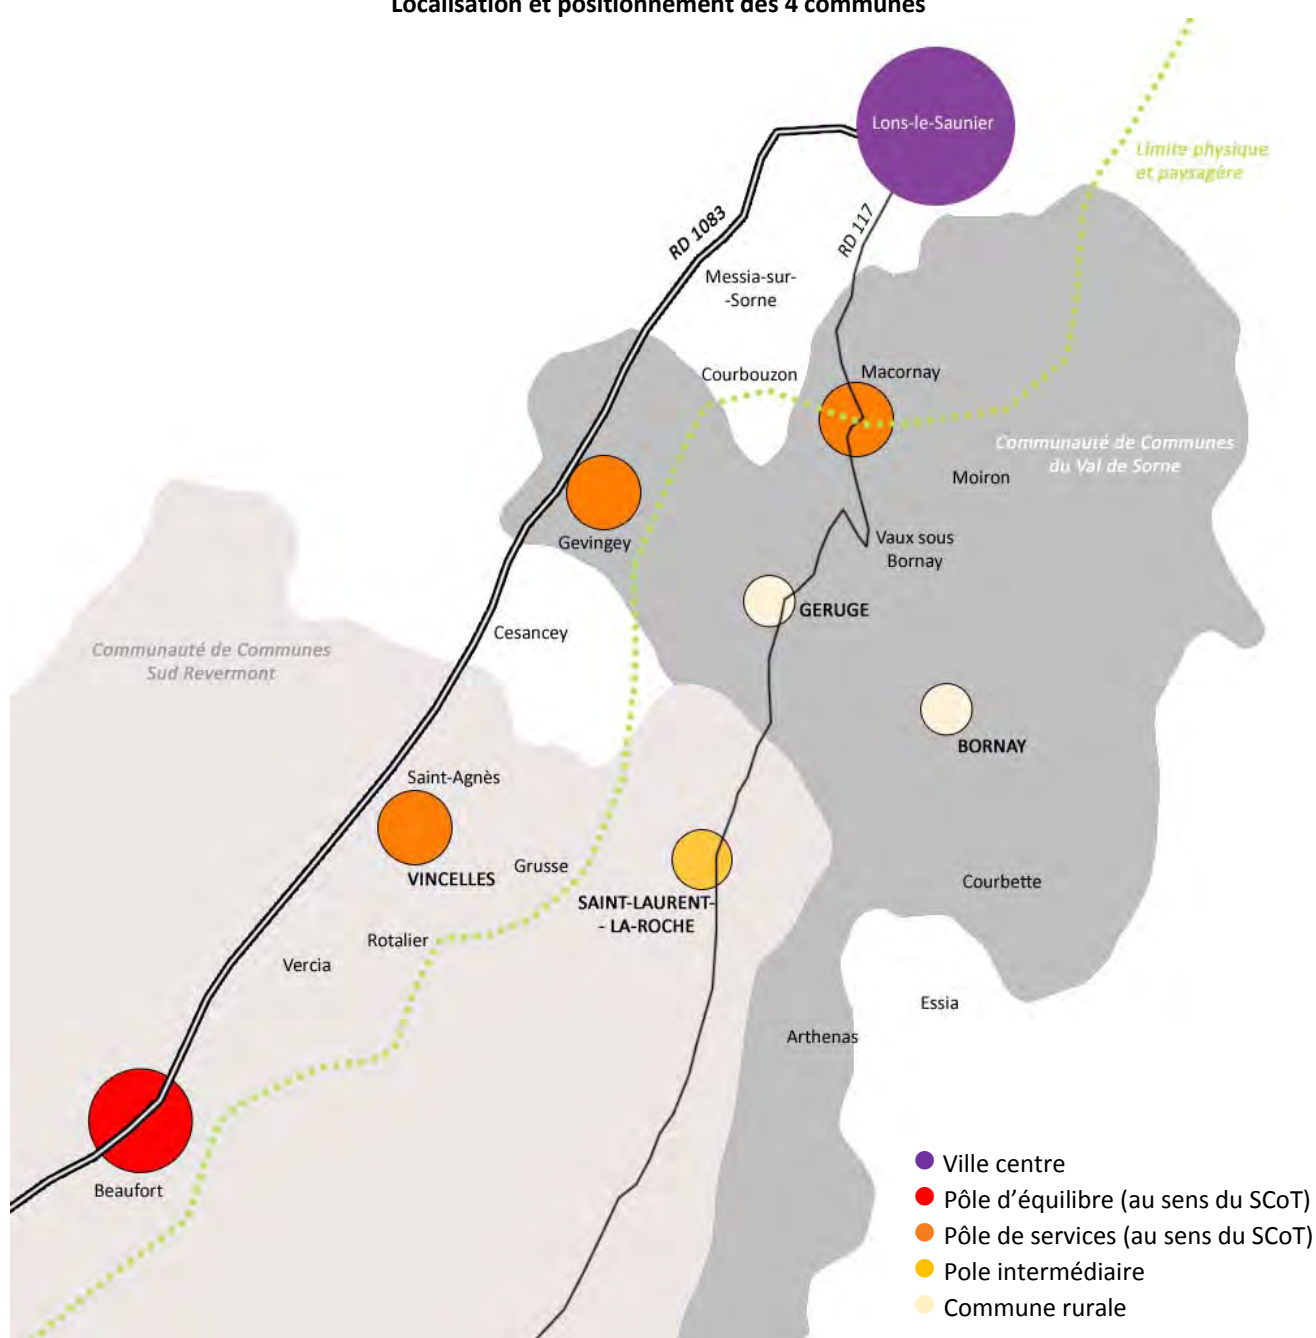 Localisation et positionnement des 4 communes
Lons-le-Saunier
Limite physique
et paysagère
RD 1083
RD 117
Messia-sur-
-Sorne
Courbouzon
Macornay
Communauté de Communes
du Val de Sorne
Moiron
Gevingey
Vaux sous
Bornay
GERUGE
Cesancey
Communauté de Communes
Sud Revermont
BORNAY
Saint-Agnès
VINCELLES
Grusse
Courbette
SAINT-LAURENT-
- LA-ROCHE
Rotalier
Vercia
Essia
Arthenas
Beaufort
Ville centre
Pôle d'équilibre (au sens du SCoT)
Pôle de services (au sens du SCoT)
Pole intermédiaire
Commune rurale